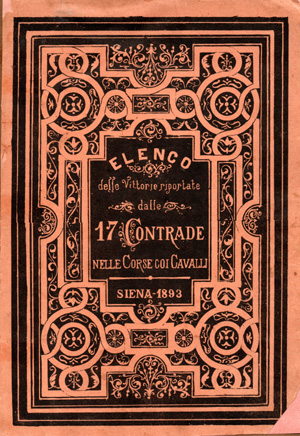 ELENCO
delle Vittorie riportate
dalle
17 CONTRADE
NELLE CORSE COI CAVALLI
SIENA-1893